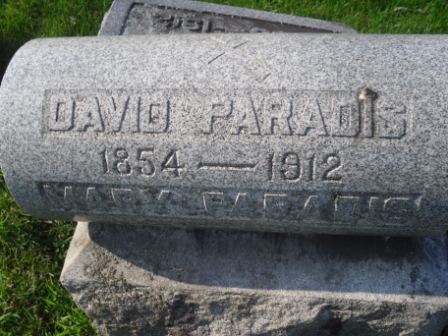 DAVID PARADIS
1854 — 1912
MARY PARADIS